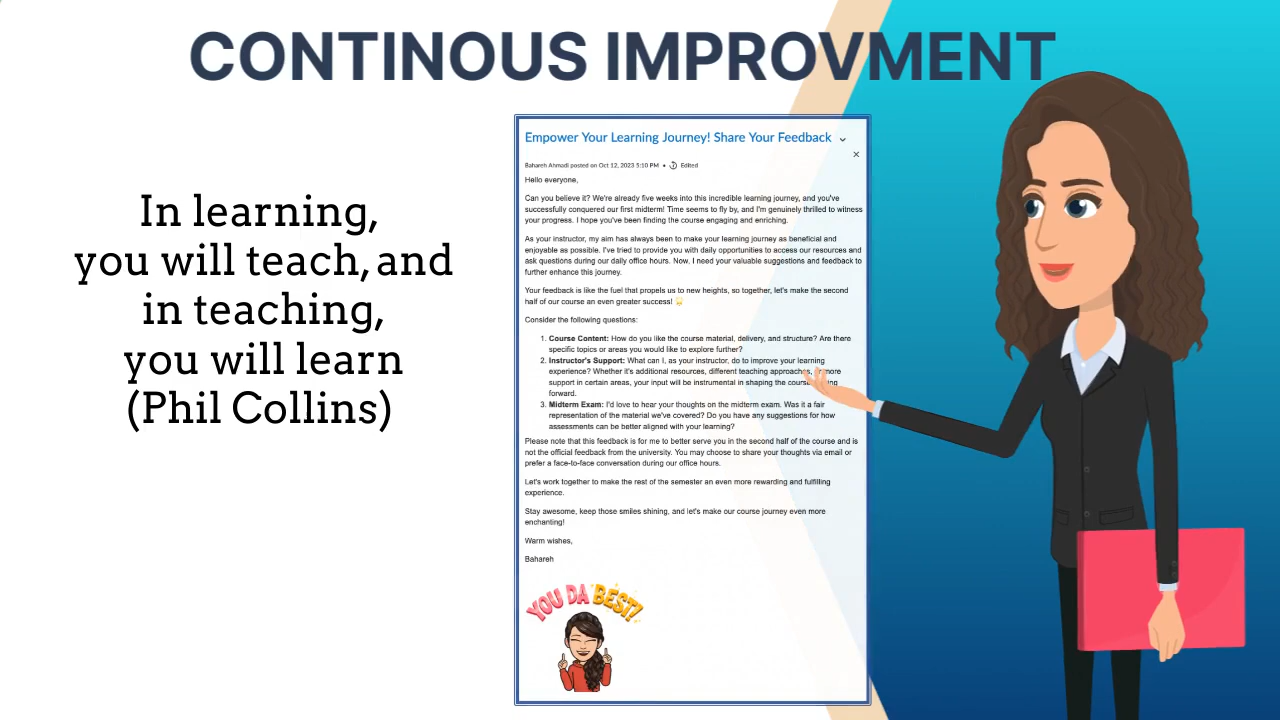 CONTINOUS IMPROVMENT
In learning,
you will teach, and
in teaching,
you will learn
(Phil Collins)
Empower Your Learning Journey! Share Your Feedback
Bahareh Ahmadi posted on Oct 12, 2023 5:10 PM • Edited
Hello everyone,
Can you believe it? We're already five weeks into this incredible learning journey, and you've
successfully conquered our first midterm! Time seems to fly by, and I'm genuinely thrilled to witness
your progress. I hope you've been finding the course engaging and enriching.
As your instructor, my aim has always been to make your learning journey as beneficial and
enjoyable as possible. I've tried to provide you with daily opportunities to access our resources and
ask questions during our daily office hours. Now, I need your valuable suggestions and feedback to
further enhance this journey.
Your feedback is like the fuel that propels us to new heights, so together, let's make the second
half of our course an even greater success!
Consider the following questions:
1. Course Content: How do you like the course material, delivery, and structure? Are there
specific topics or areas you would like to explore further?
2. Instructor's Support: What can I, as your instructor, do to improve your learning
experience? Whether it's additional resources, different teaching approaches, more
support in certain areas, your input will be instrumental in shaping the course
forward.
3. Midterm Exam: I'd love to hear your thoughts on the midterm exam. Was it a fair
representation of the material we've covered? Do you have any suggestions for how
assessments can be better aligned with your learning?
Please note that this feedback is for me to better serve you in the second half of the course and is
not the official feedback from the university. You may choose to share your thoughts via email or
prefer a face-to-face conversation during our office hours.
Let's work together to make the rest of the semester an even more rewarding and fulfilling
experience.
Stay awesome, keep those smiles shining, and let's make our course journey even more
enchanting!
Warm wishes,
Bahareh
YOU DA BEST!